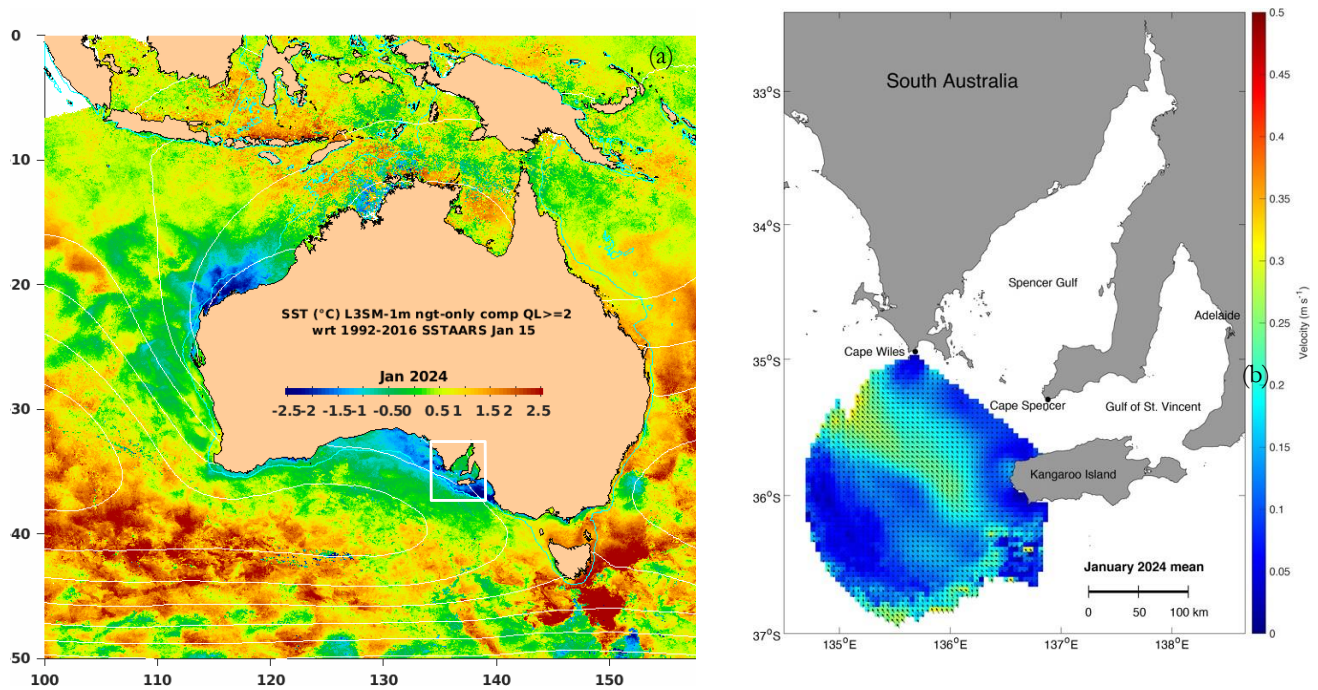 (a)
0
10
20
30
40
50
100 110 120 130 140 150
SST (°C) L3SM-1m ngt-only comp QL>=2
wrt 1992-2016 SSTAARS Jan 15
Jan 2024
-2.5-2 -1.5-1 -0.50 0.51 1.52 2.5
South Australia
33°S
34°S
35°S
36°S
37°S
135°E 136°E 137°E 138°E
Spencer Gulf
Adelaide
Cape Wiles
Cape Spencer
Gulf of St. Vincent
Kangaroo Island
January 2024 mean
0 50 100 km
(b)
0.5
0.45
0.4
0.35
0.3
0.25
0.2
0.15
0.1
0.05
0
Velocity (m s⁻¹)